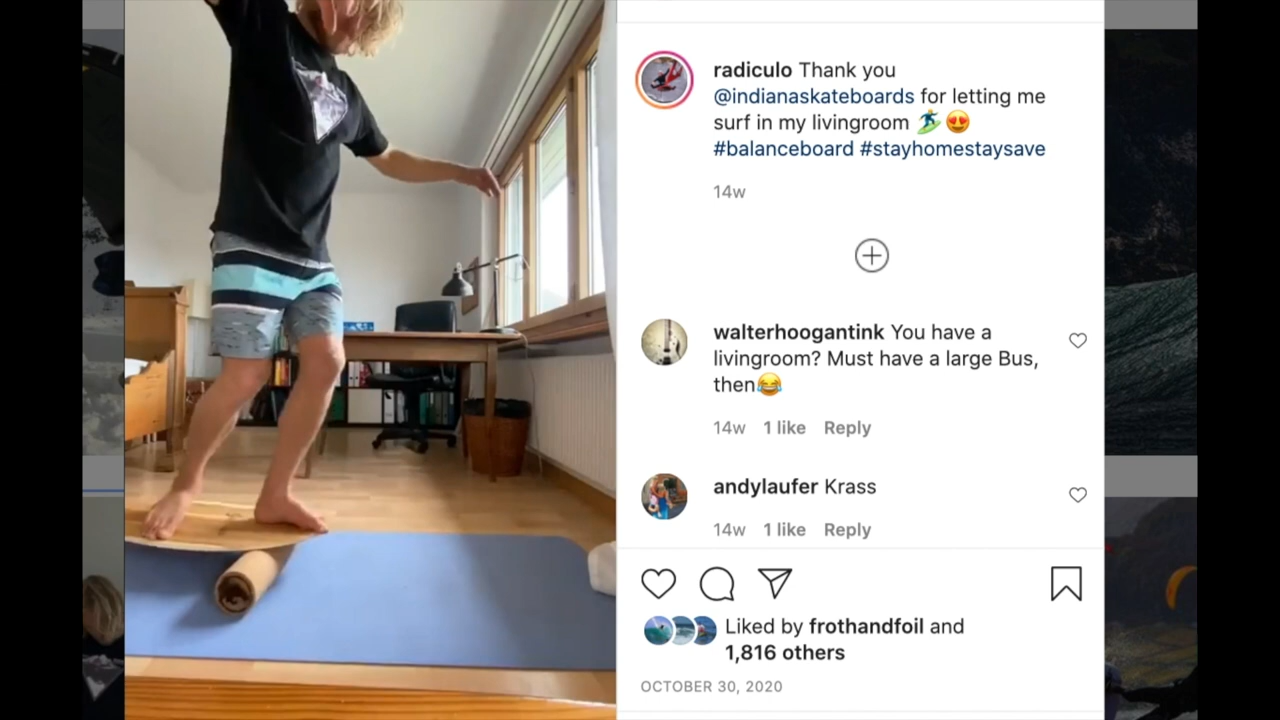 radiculo Thank you
@indianaskateboards for letting me
surf in my livingroom 🏄‍♂️😍
#balanceboard #stayhomestaysave
14w
walterhoogantink You have a
livingroom? Must have a large Bus,
then😂
14w 1 like Reply
andylaufer Krass
14w 1 like Reply
Liked by frothandfoil and
1,816 others
OCTOBER 30, 2020